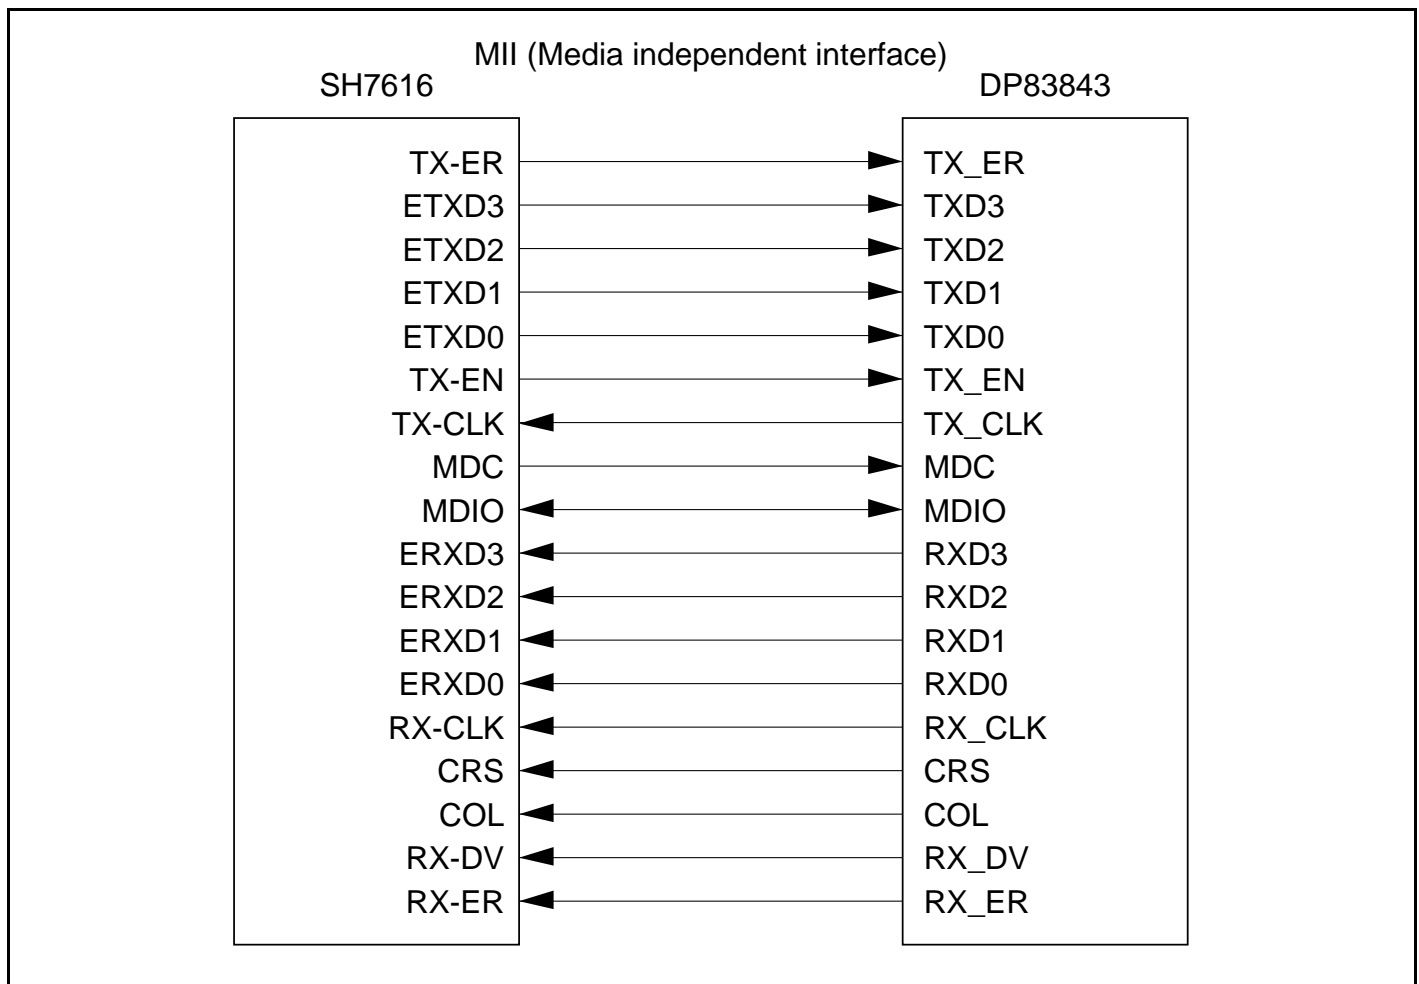 MII (Media independent interface)
SH7616 DP83843
TX-ER TX_ER
ETXD3 TXD3
ETXD2 TXD2
ETXD1 TXD1
ETXD0 TXD0
TX-EN TX_EN
TX-CLK TX_CLK
MDC MDC
MDIO MDIO
ERXD3 RXD3
ERXD2 RXD2
ERXD1 RXD1
ERXD0 RXD0
RX-CLK RX_CLK
CRS CRS
COL COL
RX-DV RX_DV
RX-ER RX_ER